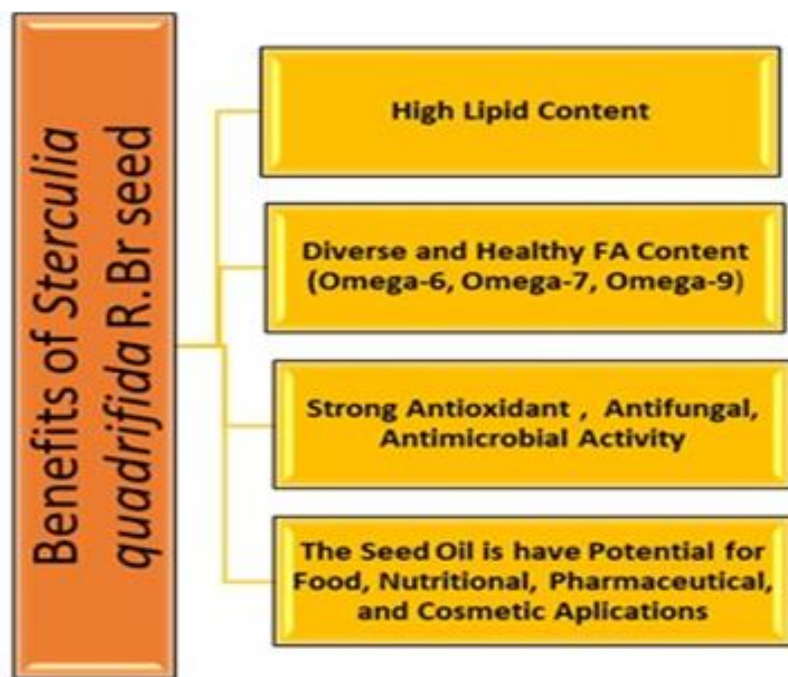 Benefits of Sterculia
quadrifida R.Br seed
High Lipid Content
Diverse and Healthy FA Content
(Omega-6, Omega-7, Omega-9)
Strong Antioxidant , Antifungal,
Antimicrobial Activity
The Seed Oil is have Potential for
Food, Nutritional, Pharmaceutical,
and Cosmetic Aplications